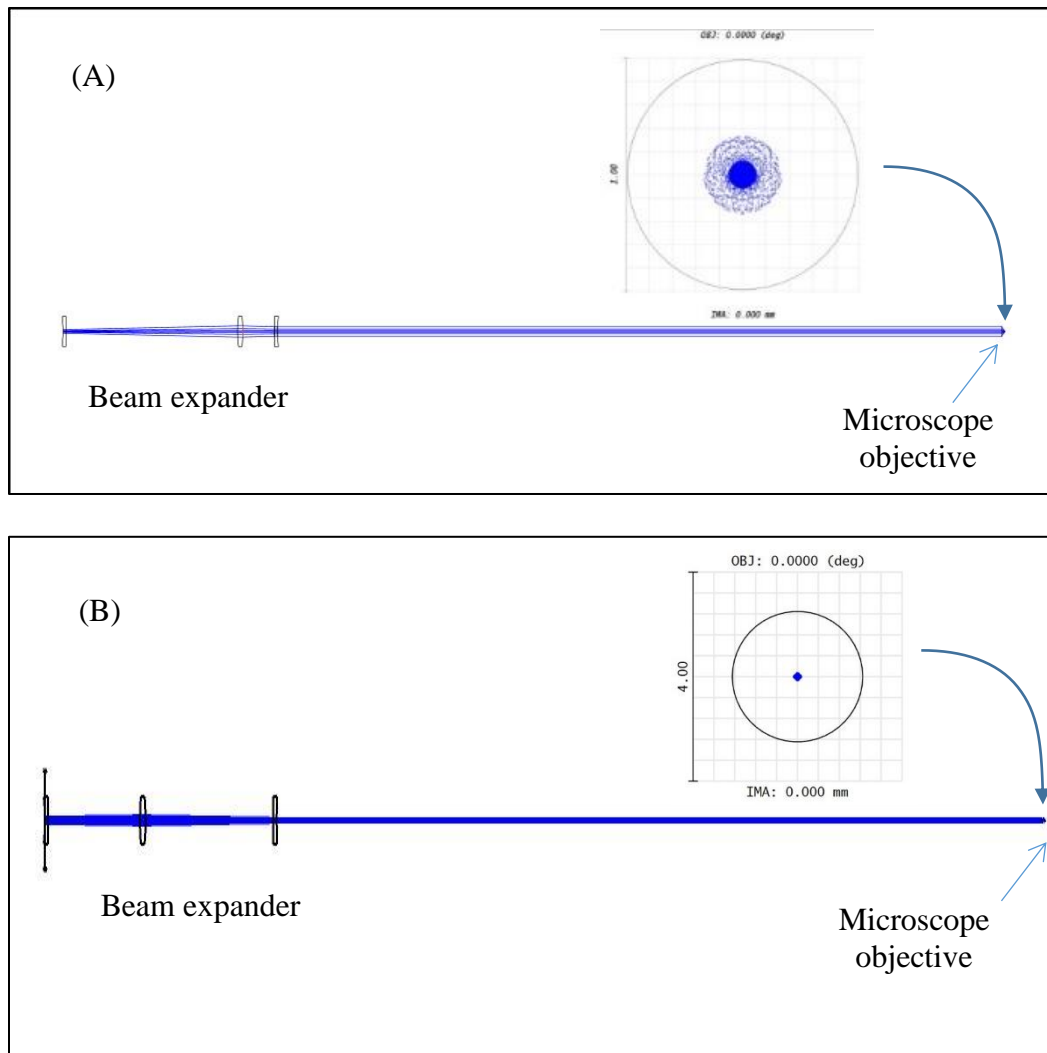 (A)
OBJ: 0.0000 (deg)
1.00
IMA: 0.000 mm
Beam expander
Microscope
objective
(B)
OBJ: 0.0000 (deg)
4.00
IMA: 0.000 mm
Beam expander
Microscope
objective